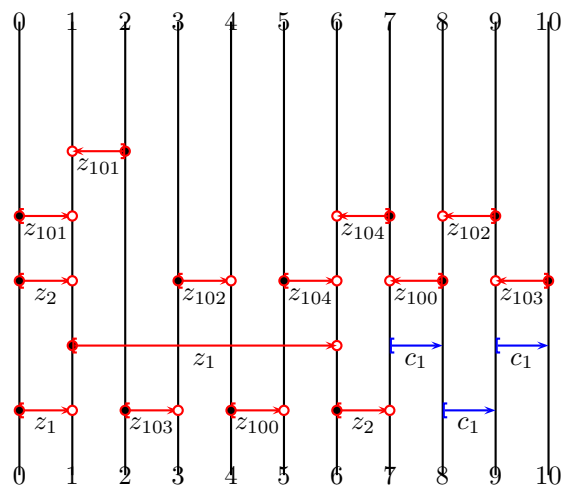 0 1 2 3 4 5 6 7 8 9 10
z₁₀₁
z₁₀₁ z₁₀₄ z₁₀₂
z₂ z₁₀₂ z₁₀₄ z₁₀₀ z₁₀₃
z₁ c₁ c₁
z₁ z₁₀₃ z₁₀₀ z₂ c₁
0 1 2 3 4 5 6 7 8 9 10